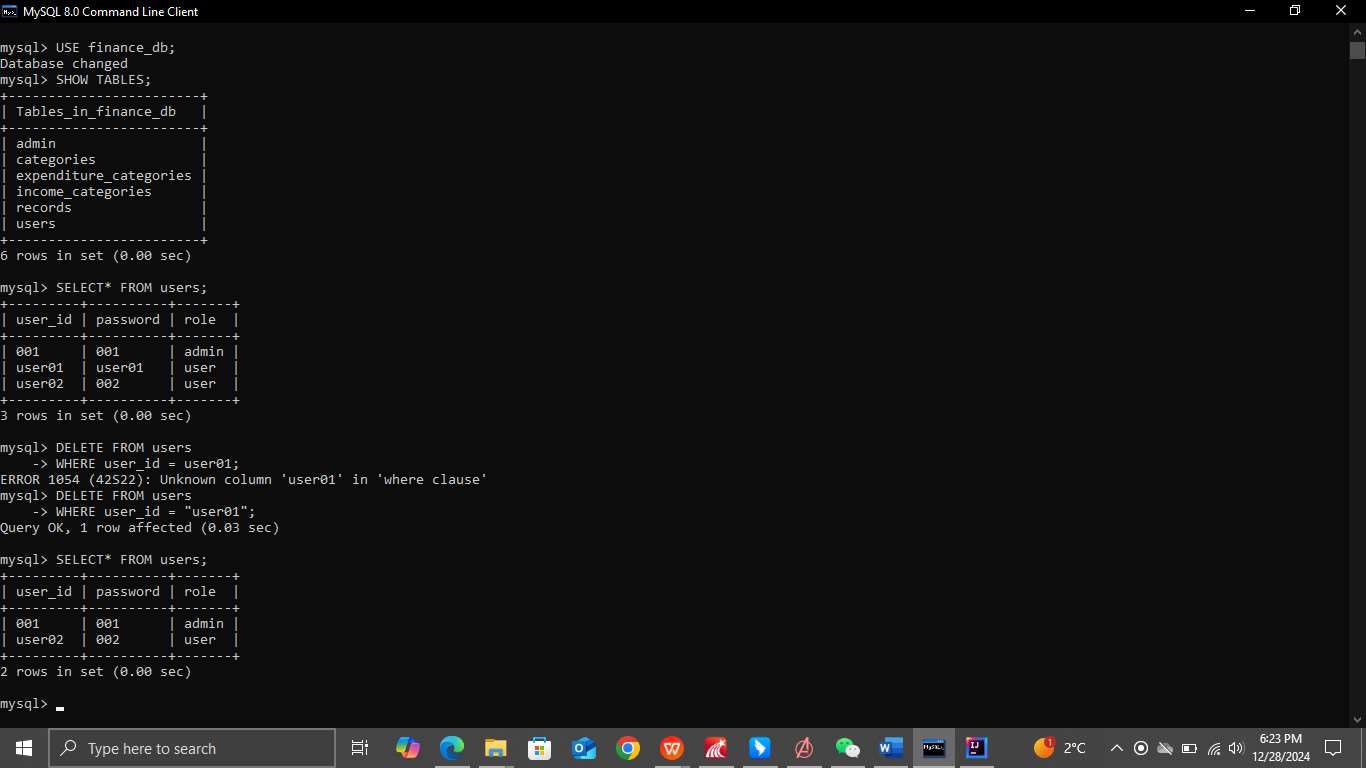 MySQL 8.0 Command Line Client
mysql> USE finance_db;
Database changed
mysql> SHOW TABLES;
+------------------------+
| Tables_in_finance_db   |
+------------------------+
| admin                  |
| categories             |
| expenditure_categories |
| income_categories      |
| records                |
| users                  |
+------------------------+
6 rows in set (0.00 sec)
mysql> SELECT* FROM users;
+---------+----------+-------+
| user_id | password | role  |
+---------+----------+-------+
| 001     | 001      | admin |
| user01  | user01   | user  |
| user02  | 002      | user  |
+---------+----------+-------+
3 rows in set (0.00 sec)
mysql> DELETE FROM users
    -> WHERE user_id = user01;
ERROR 1054 (42S22): Unknown column 'user01' in 'where clause'
mysql> DELETE FROM users
    -> WHERE user_id = "user01";
Query OK, 1 row affected (0.03 sec)
mysql> SELECT* FROM users;
+---------+----------+-------+
| user_id | password | role  |
+---------+----------+-------+
| 001     | 001      | admin |
| user02  | 002      | user  |
+---------+----------+-------+
2 rows in set (0.00 sec)
mysql> _
Type here to search
1
2°C
6:23 PM
12/28/2024